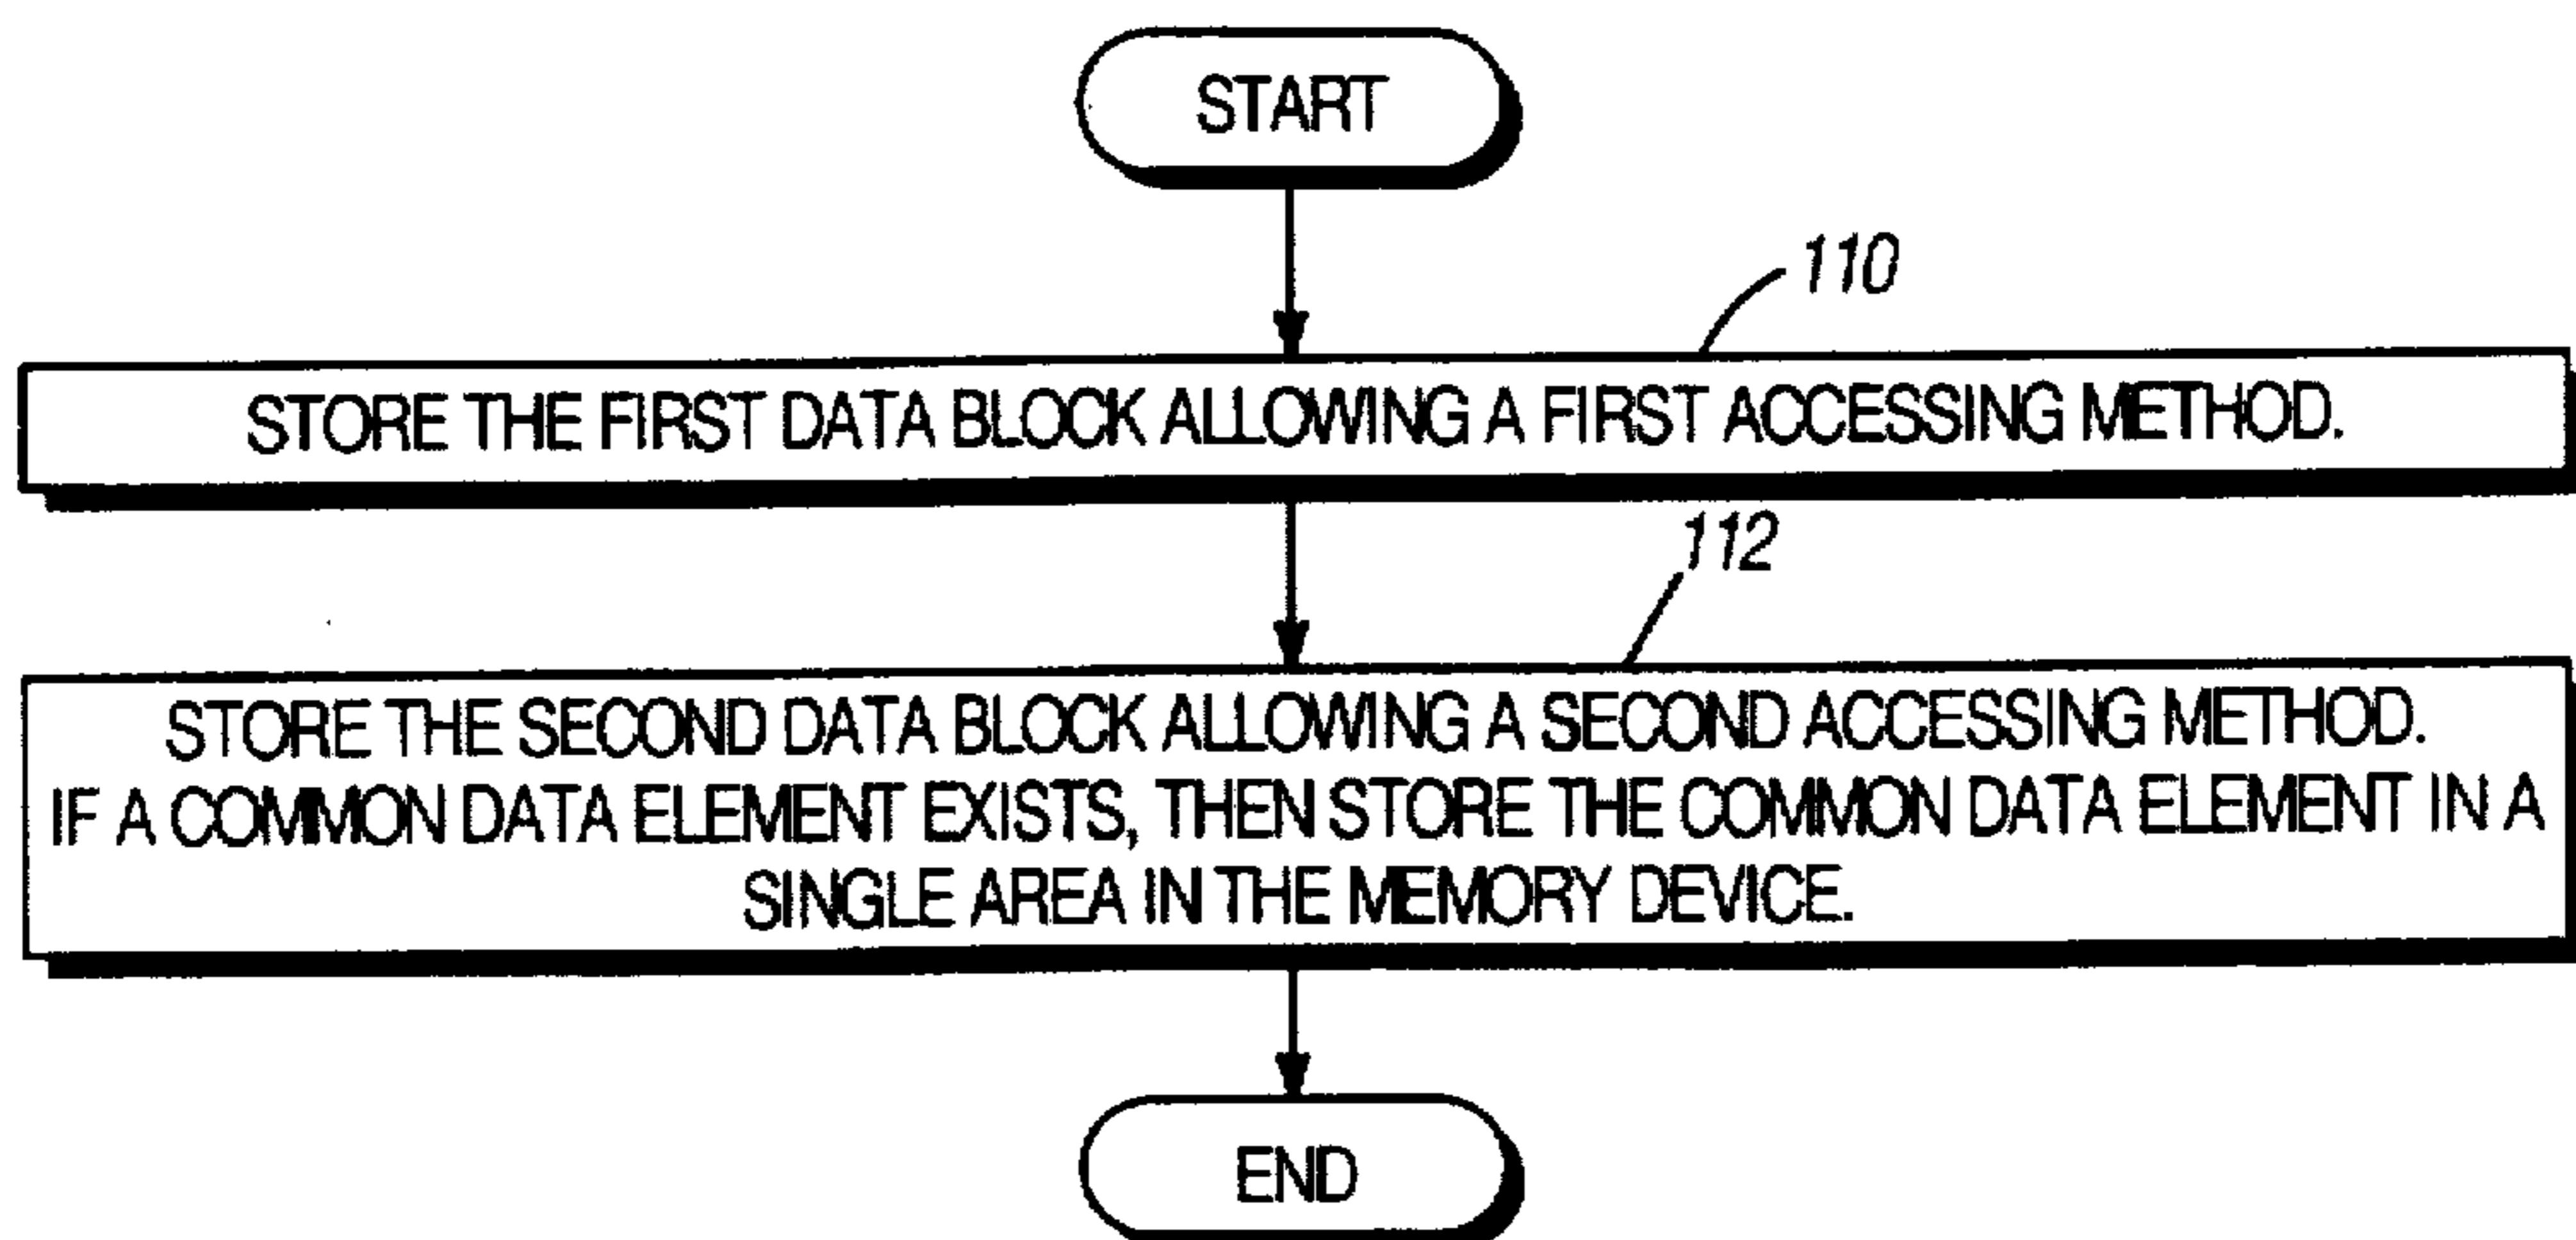 START
110
STORE THE FIRST DATA BLOCK ALLOWING A FIRST ACCESSING METHOD.
112
STORE THE SECOND DATA BLOCK ALLOWING A SECOND ACCESSING METHOD.
IF A COMMON DATA ELEMENT EXISTS, THEN STORE THE COMMON DATA ELEMENT IN A
SINGLE AREA IN THE MEMORY DEVICE.
END